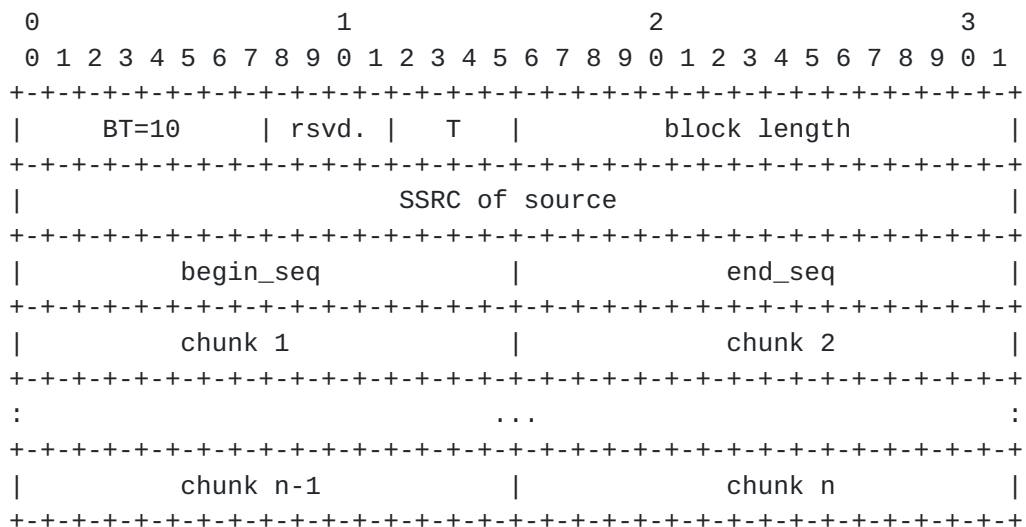 0                   1                   2                   3
 0 1 2 3 4 5 6 7 8 9 0 1 2 3 4 5 6 7 8 9 0 1 2 3 4 5 6 7 8 9 0 1
+-+-+-+-+-+-+-+-+-+-+-+-+-+-+-+-+-+-+-+-+-+-+-+-+-+-+-+-+-+-+-+-+
|     BT=10     | rsvd. |   T   |         block length          |
+-+-+-+-+-+-+-+-+-+-+-+-+-+-+-+-+-+-+-+-+-+-+-+-+-+-+-+-+-+-+-+-+
|                        SSRC of source                         |
+-+-+-+-+-+-+-+-+-+-+-+-+-+-+-+-+-+-+-+-+-+-+-+-+-+-+-+-+-+-+-+-+
|          begin_seq            |             end_seq           |
+-+-+-+-+-+-+-+-+-+-+-+-+-+-+-+-+-+-+-+-+-+-+-+-+-+-+-+-+-+-+-+-+
|          chunk 1              |             chunk 2           |
+-+-+-+-+-+-+-+-+-+-+-+-+-+-+-+-+-+-+-+-+-+-+-+-+-+-+-+-+-+-+-+-+
:                              ...                              :
+-+-+-+-+-+-+-+-+-+-+-+-+-+-+-+-+-+-+-+-+-+-+-+-+-+-+-+-+-+-+-+-+
|          chunk n-1            |             chunk n           |
+-+-+-+-+-+-+-+-+-+-+-+-+-+-+-+-+-+-+-+-+-+-+-+-+-+-+-+-+-+-+-+-+